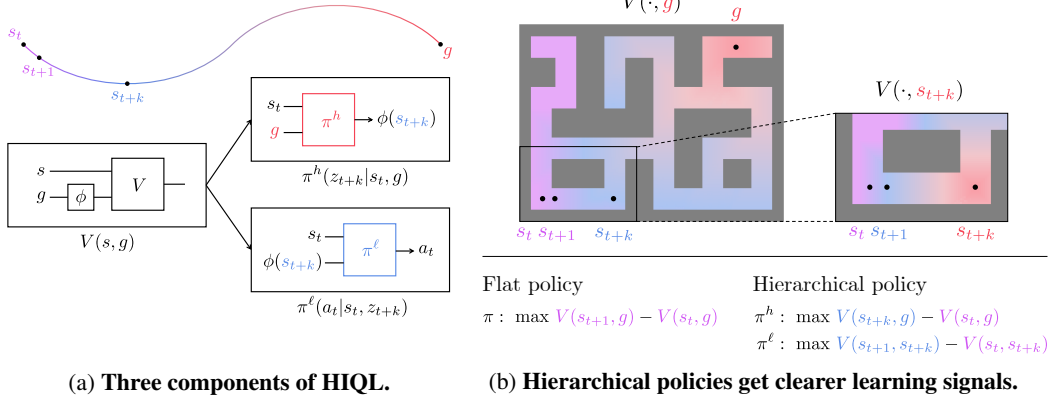 s_t
s_{t+1}
s_{t+k}
g
s
g
ϕ
V
V(s, g)
s_t
g
π^h
ϕ(s_{t+k})
π^h(z_{t+k}|s_t, g)
s_t
ϕ(s_{t+k})
π^ℓ
a_t
π^ℓ(a_t|s_t, z_{t+k})
(a) Three components of HIQL.
V(·, g)
g
s_t s_{t+1} s_{t+k}
V(·, s_{t+k})
s_t s_{t+1} s_{t+k}
Flat policy
π : max V(s_{t+1}, g) − V(s_t, g)
Hierarchical policy
π^h : max V(s_{t+k}, g) − V(s_t, g)
π^ℓ : max V(s_{t+1}, s_{t+k}) − V(s_t, s_{t+k})
(b) Hierarchical policies get clearer learning signals.